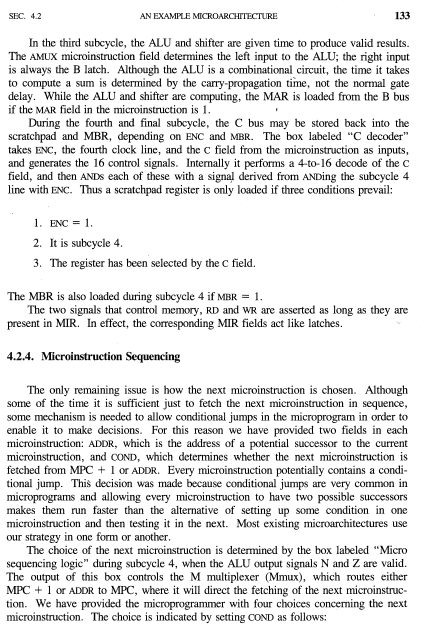 SEC. 4.2 AN EXAMPLE MICROARCHITECTURE 133
In the third subcycle, the ALU and shifter are given time to produce valid results.
The AMUX microinstruction field determines the left input to the ALU; the right input
is always the B latch. Although the ALU is a combinational circuit, the time it takes
to compute a sum is determined by the carry-propagation time, not the normal gate
delay. While the ALU and shifter are computing, the MAR is loaded from the B bus
if the MAR field in the microinstruction is 1.
During the fourth and final subcycle, the C bus may be stored back into the
scratchpad and MBR, depending on ENC and MBR. The box labeled “C decoder”
takes ENC, the fourth clock line, and the C field from the microinstruction as inputs,
and generates the 16 control signals. Internally it performs a 4-to-16 decode of the C
field, and then ANDs each of these with a signal derived from ANDing the subcycle 4
line with ENC. Thus a scratchpad register is only loaded if three conditions prevail:
1. ENC = 1.
2. It is subcycle 4.
3. The register has been selected by the C field.
The MBR is also loaded during subcycle 4 if MBR = 1.
The two signals that control memory, RD and WR are asserted as long as they are
present in MIR. In effect, the corresponding MIR fields act like latches.
4.2.4. Microinstruction Sequencing
The only remaining issue is how the next microinstruction is chosen. Although
some of the time it is sufficient just to fetch the next microinstruction in sequence,
some mechanism is needed to allow conditional jumps in the microprogram in order to
enable it to make decisions. For this reason we have provided two fields in each
microinstruction: ADDR, which is the address of a potential successor to the current
microinstruction, and COND, which determines whether the next microinstruction is
fetched from MPC + 1 or ADDR. Every microinstruction potentially contains a condi-
tional jump. This decision was made because conditional jumps are very common in
microprograms and allowing every microinstruction to have two possible successors
makes them run faster than the alternative of setting up some condition in one
microinstruction and then testing it in the next. Most existing microarchitectures use
our strategy in one form or another.
The choice of the next microinstruction is determined by the box labeled “Micro
sequencing logic” during subcycle 4, when the ALU output signals N and Z are valid.
The output of this box controls the M multiplexer (Mmux), which routes either
MPC + 1 or ADDR to MPC, where it will direct the fetching of the next microinstruc-
tion. We have provided the microprogrammer with four choices concerning the next
microinstruction. The choice is indicated by setting COND as follows: